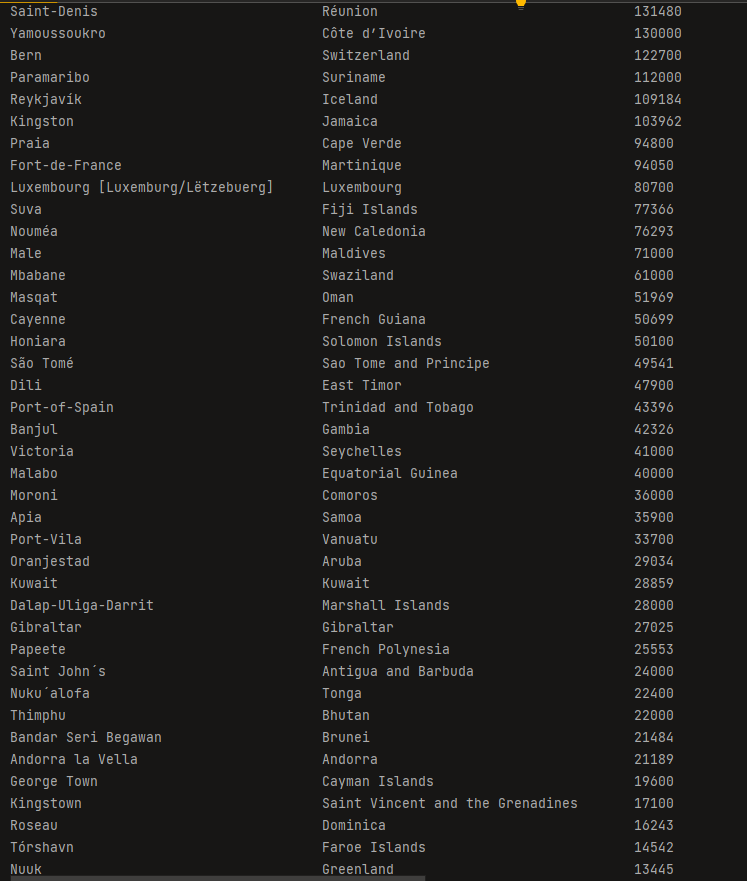 Saint-Denis Réunion 131480
Yamoussoukro Côte d’Ivoire 130000
Bern Switzerland 122700
Paramaribo Suriname 112000
Reykjavík Iceland 109184
Kingston Jamaica 103962
Praia Cape Verde 94800
Fort-de-France Martinique 94050
Luxembourg [Luxemburg/Lëtzebuerg] Luxembourg 80700
Suva Fiji Islands 77366
Nouméa New Caledonia 76293
Male Maldives 71000
Mbabane Swaziland 61000
Masqat Oman 51969
Cayenne French Guiana 50699
Honiara Solomon Islands 50100
São Tomé Sao Tome and Principe 49541
Dili East Timor 47900
Port-of-Spain Trinidad and Tobago 43396
Banjul Gambia 42326
Victoria Seychelles 41000
Malabo Equatorial Guinea 40000
Moroni Comoros 36000
Apia Samoa 35900
Port-Vila Vanuatu 33700
Oranjestad Aruba 29034
Kuwait Kuwait 28859
Dalap-Uliga-Darrit Marshall Islands 28000
Gibraltar Gibraltar 27025
Papeete French Polynesia 25553
Saint John´s Antigua and Barbuda 24000
Nuku´alofa Tonga 22400
Thimphu Bhutan 22000
Bandar Seri Begawan Brunei 21484
Andorra la Vella Andorra 21189
George Town Cayman Islands 19600
Kingstown Saint Vincent and the Grenadines 17100
Roseau Dominica 16243
Tórshavn Faroe Islands 14542
Nuuk Greenland 13445